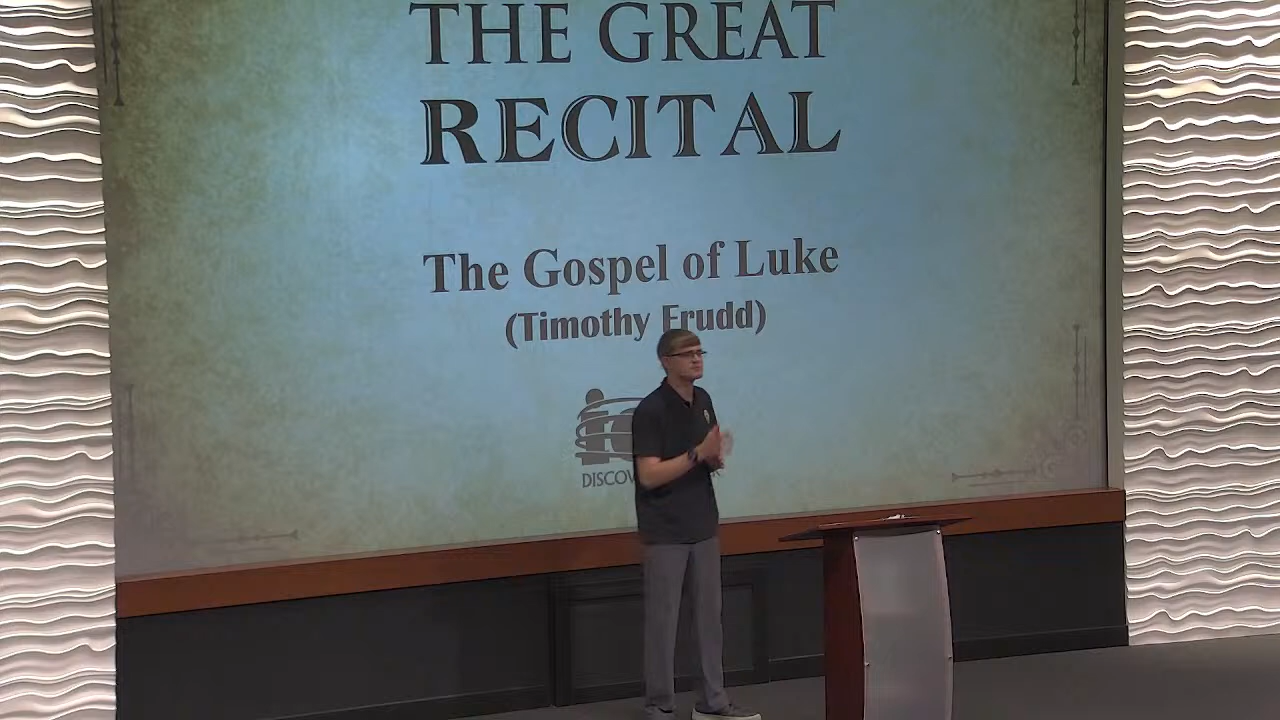 THE GREAT
RECITAL
The Gospel of Luke
(Timothy Frudd)